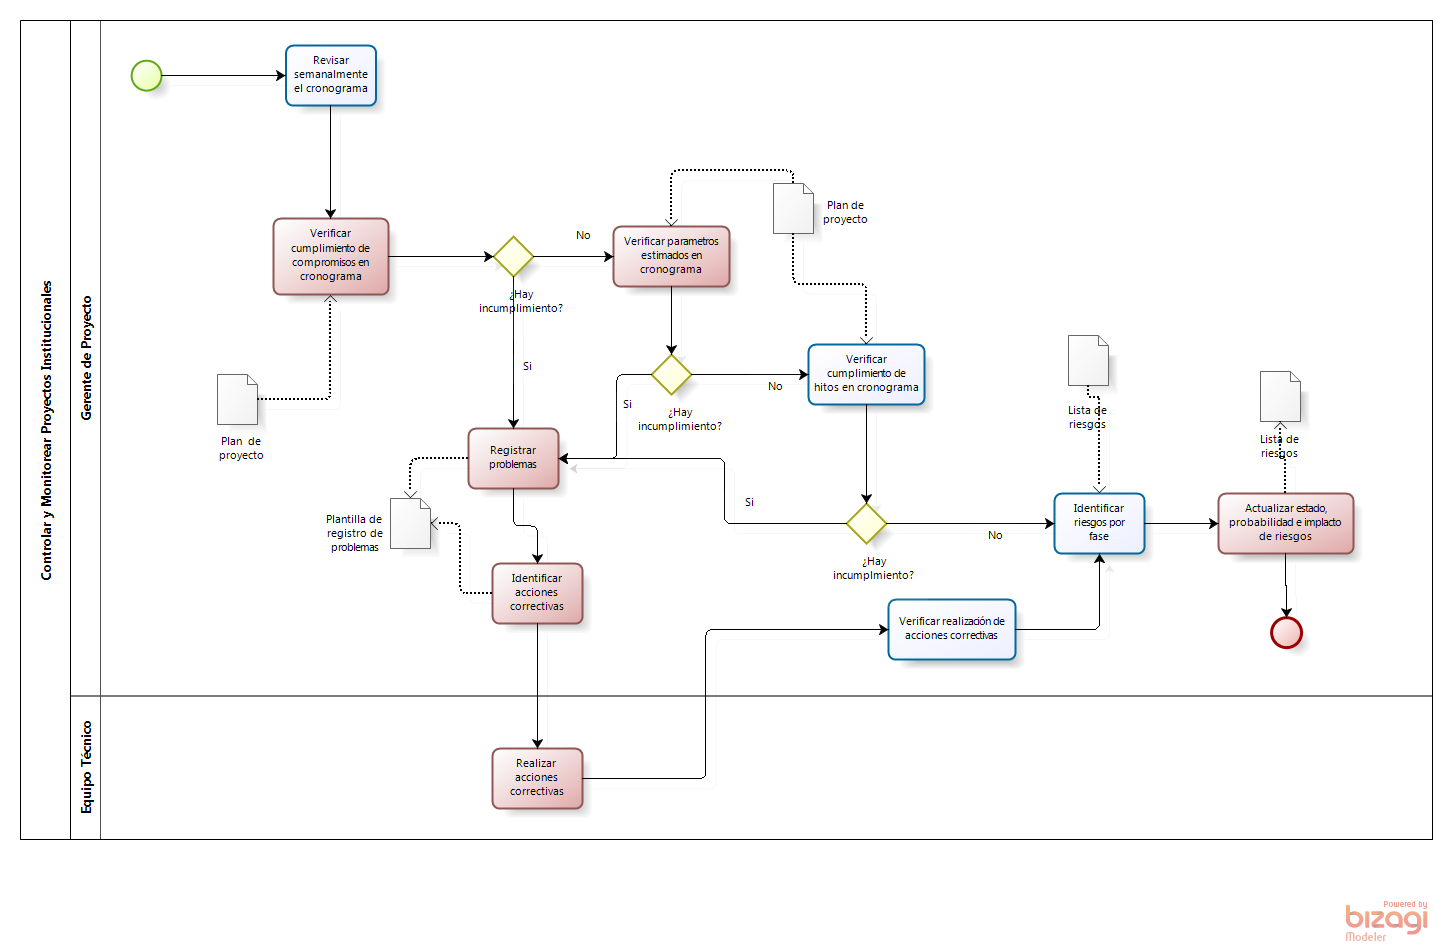 Controlar y Monitorear Proyectos Institucionales
Gerente de Proyecto
Revisar
semanalmente
el cronograma
Verificar
cumplimiento de
compromisos en
cronograma
Plan de
proyecto
¿Hay
incumplimiento?
No
Si
Verificar parametros
estimados en
cronograma
Plan de
proyecto
¿Hay
incumplimiento?
Si
No
Verificar
cumplimiento de
hitos en cronograma
Registrar
problemas
Plantilla de
registro de
problemas
Identificar
acciones
correctivas
Si
¿Hay
incumplmiento?
No
Lista de
riesgos
Identificar
riesgos por
fase
Lista de
riesgos
Actualizar estado,
probabilidad e implacto
de riesgos
Verificar realización de
acciones correctivas
Equipo Técnico
Realizar
acciones
correctivas
Powered by
bizagi
Modeler